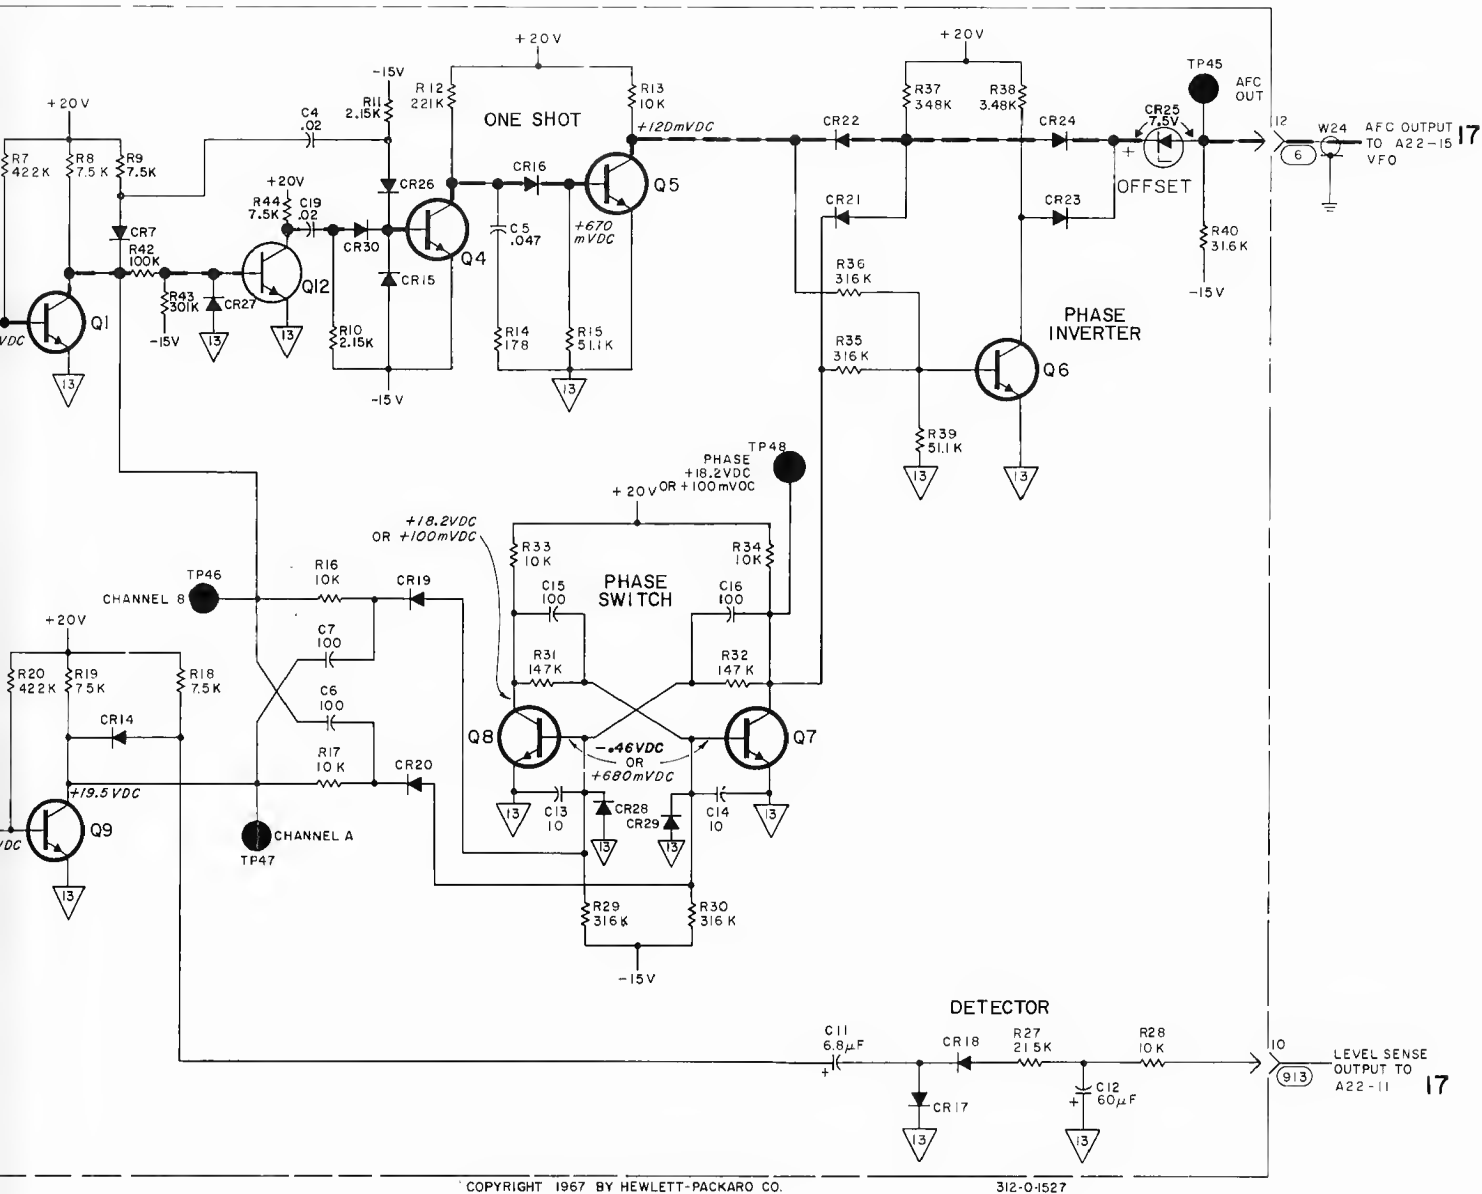 +20V
+20V
TP45
AFC
OUT
-15V
R12
221K
R13
10K
R37
348K
R38
3.48K
CR25
7.5V
+20V
R11
2.15K
C4
.02
ONE SHOT
+12DmVDC
CR22
CR24
+
OFFSET
12
6
W24
AFC OUTPUT
TO A22-15
VFO
17
R7
422K
R8
7.5K
R9
7.5K
+20V
CR26
CR16
Q5
R44
7.5K
C19
.02
CR21
CR23
CR7
R42
100K
CR30
Q4
C5
.047
+670
mVDC
R40
31.6K
Q12
CR15
R36
316K
-15V
R43
301K
CR27
Q1
VDC
-15V
13
13
R10
2.15K
R14
178
R15
51.1K
R35
316K
PHASE
INVERTER
Q6
13
-15V
13
R39
51.1K
13
13
TP48
PHASE
+18.2VDC
OR +100mVOC
+20V
+18.2VDC
OR +100mVDC
R33
10K
R34
10K
TP46
CHANNEL 8
R16
10K
CR19
C15
100
PHASE
SWITCH
C16
100
+20V
C7
100
R31
147K
R32
147K
R20
422K
R19
75K
R18
7.5K
C6
100
CR14
Q8
Q7
R17
10K
CR20
-.46VDC
OR
+680mVDC
+19.5VDC
Q9
VDC
13
C13
10
CR28
CR29
C14
10
13
CHANNEL A
TP47
13
13
13
R29
316K
R30
316K
-15V
DETECTOR
C11
6.8µF
+
CR18
R27
215K
R28
10K
10
913
LEVEL SENSE
OUTPUT TO
A22-11
17
CR17
C12
60µF
+
13
13
COPYRIGHT 1967 BY HEWLETT-PACKARO CO.
312-0-1527